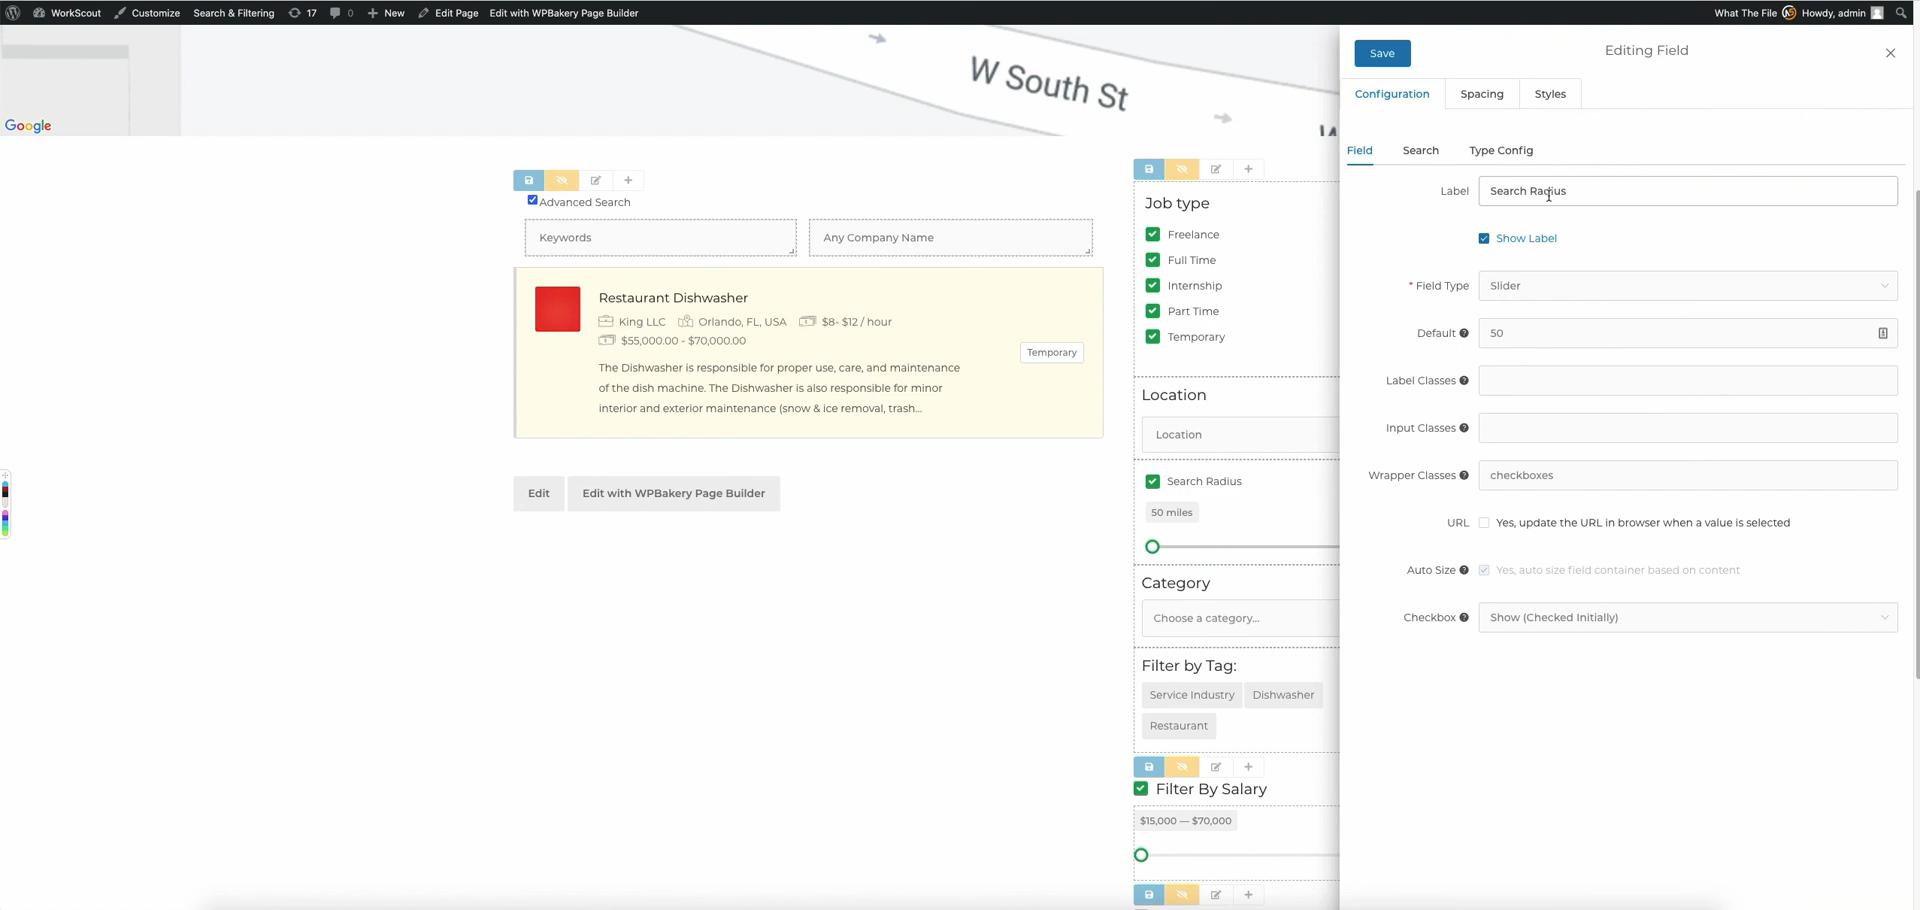 WorkScout Customize Search & Filtering 17 0 New Edit Page Edit with WPBakery Page Builder What The File Howdy, admin
W South St
Google
Advanced Search
Keywords
Any Company Name
Restaurant Dishwasher
King LLC Orlando, FL, USA $8- $12 / hour
$55,000.00 - $70,000.00
Temporary
The Dishwasher is responsible for proper use, care, and maintenance
of the dish machine. The Dishwasher is also responsible for minor
interior and exterior maintenance (snow & ice removal, trash...
Edit
Edit with WPBakery Page Builder
Job type
Freelance
Full Time
Internship
Part Time
Temporary
Location
Location
Search Radius
50 miles
Category
Choose a category...
Filter by Tag:
Service Industry Dishwasher
Restaurant
Filter By Salary
$15,000 — $70,000
Save
Editing Field
Configuration Spacing Styles
Field Search Type Config
Label Search Radius
Show Label
* Field Type Slider
Default 50
Label Classes
Input Classes
Wrapper Classes checkboxes
URL Yes, update the URL in browser when a value is selected
Auto Size Yes, auto size field container based on content
Checkbox Show (Checked Initially)